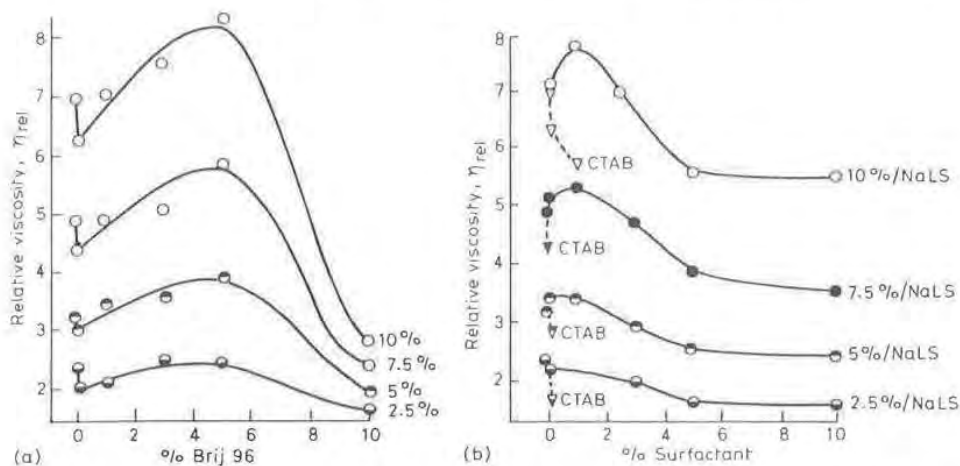 8
7
6
5
4
3
2
Relative viscosity, ηrel
10%
7.5%
5%
2.5%
0 2 4 6 8 10
(a) % Brij 96
8
7
6
5
4
3
2
Relative viscosity, ηrel
CTAB
10%/NaLS
CTAB
7.5%/NaLS
CTAB
5%/NaLS
CTAB
2.5%/NaLS
0 2 4 6 8 10
(b) % Surfactant